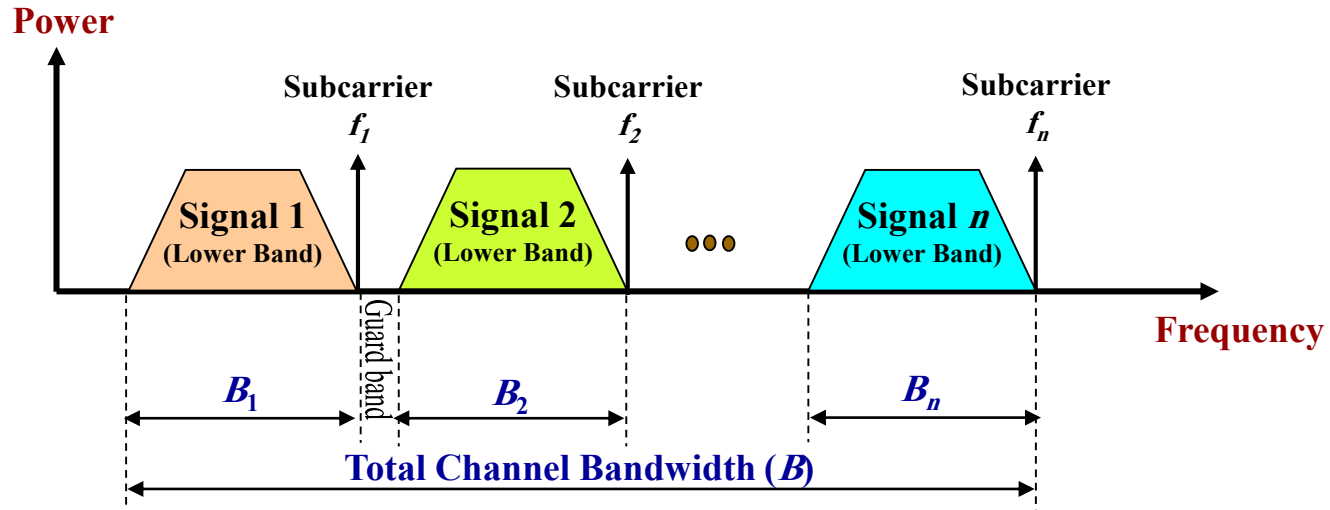 Power
Subcarrier
f₁
Subcarrier
f₂
Subcarrier
fₙ
Signal 1
(Lower Band)
Signal 2
(Lower Band)
Signal n
(Lower Band)
Frequency
Guard band
B₁
B₂
Bₙ
Total Channel Bandwidth (B)